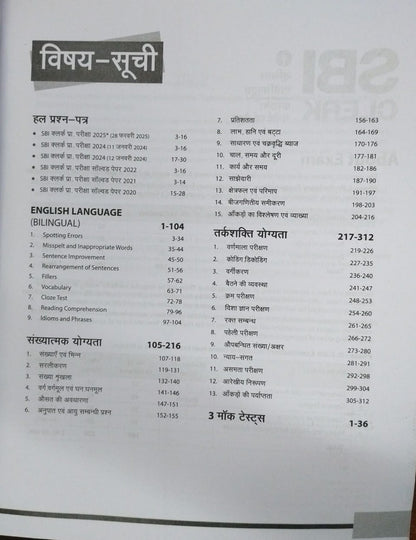 विषय-सूची
हल प्रश्न-पत्र
★ SBI क्लर्क प्रा. परीक्षा 2025* (28 फरवरी 2025) 3-16
★ SBI क्लर्क प्रा. परीक्षा 2024 (11 जनवरी 2024) 3-16
★ SBI क्लर्क प्रा. परीक्षा 2024 (12 जनवरी 2024) 17-30
★ SBI क्लर्क प्रा. परीक्षा सॉल्वड पेपर 2022 3-16
★ SBI क्लर्क प्रा. परीक्षा सॉल्वड पेपर 2021 3-14
★ SBI क्लर्क प्रा. परीक्षा सॉल्वड पेपर 2020 15-28
ENGLISH LANGUAGE
(BILINGUAL) 1-104
1. Spotting Errors 3-34
2. Misspelt and Inappropriate Words 35-44
3. Sentence Improvement 45-50
4. Rearrangement of Sentences 51-56
5. Fillers 57-62
6. Vocabulary 63-71
7. Cloze Test 72-78
8. Reading Comprehension 79-96
9. Idioms and Phrases 97-104
संख्यात्मक योग्यता 105-216
1. संख्याएँ एवं भिन्न 107-118
2. सरलीकरण 119-131
3. संख्या शृंखला 132-140
4. वर्ग वर्गमूल एवं घन घनमूल 141-146
5. औसत की अवधारणा 147-151
6. अनुपात एवं आयु सम्बन्धी प्रश्न 152-155
7. प्रतिशतता 156-163
8. लाभ, हानि एवं बट्टा 164-169
9. साधारण एवं चक्रवृद्धि ब्याज 170-176
10. चाल, समय और दूरी 177-181
11. कार्य और समय 182-186
12. साझेदारी 187-190
13. क्षेत्रफल एवं परिमाप 191-197
14. बीजगणितीय समीकरण 198-203
15. आँकड़ों का विश्लेषण एवं व्याख्या 204-216
तर्कशक्ति योग्यता 217-312
1. वर्णमाला परीक्षण 219-226
2. कोडिंग डिकोडिंग 227-235
3. वर्गीकरण 236-240
4. बैठने की व्यवस्था 241-247
5. क्रम परीक्षण 248-253
6. दिशा ज्ञान परीक्षण 254-260
7. रक्त सम्बन्ध 261-265
8. पहेली परीक्षण 266-272
9. औपबन्धित संख्या/अक्षर 273-280
10. न्याय-संगत 281-291
11. असमता परीक्षण 292-298
12. आरेखीय निरूपण 299-304
13. आँकड़ों की पर्याप्तता 305-312
3 मॉक टेस्ट्स 1-36